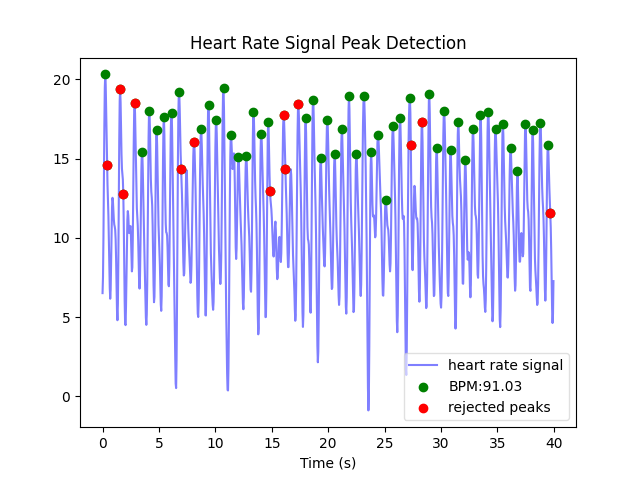 Heart Rate Signal Peak Detection
20
15
10
5
0
heart rate signal
BPM:91.03
rejected peaks
0 5 10 15 20 25 30 35 40
Time (s)